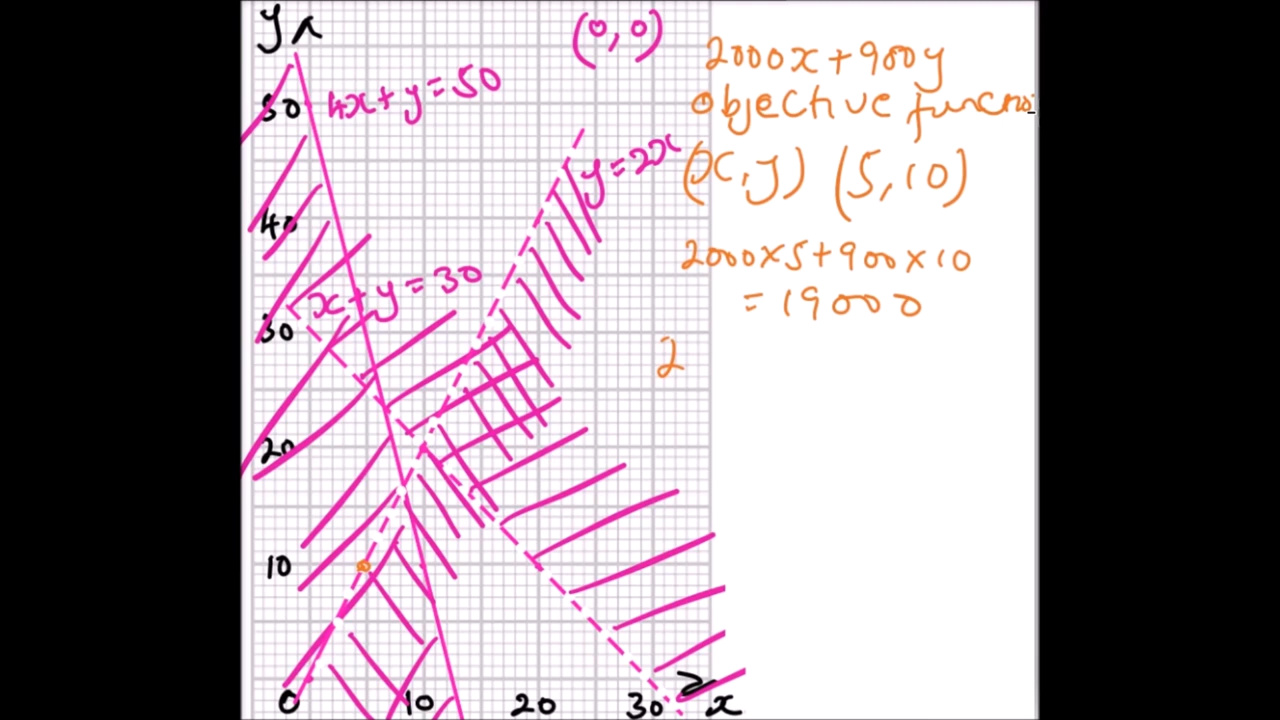 y
(0,0)
50
4x+y=50
y=2x
40
x+y=30
30
20
10
0
10
20
30
x
2000x+900y
objective functio
(x,y) (5,10)
2000×5+900×10
=19000
2